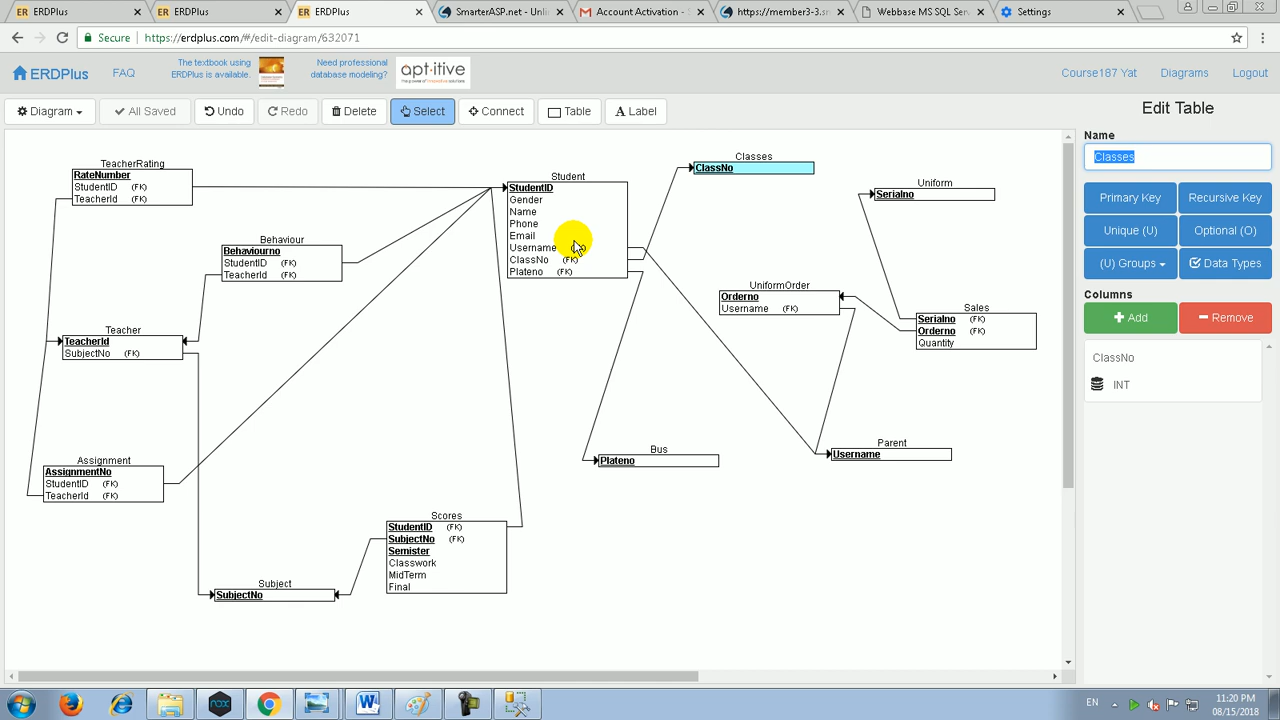 ERDPlus
ERDPlus
ERDPlus
SmarterASP.net - Unli
Account Activation -
https://member3-3.sm
Webbase MS SQL Serv
Settings
Secure
https://erdplus.com/#/edit-diagram/632071
ERDPlus
FAQ
The textbook using
ERDPlus is available.
Need professional
database modeling?
aptitive
Course187 Yat
Diagrams
Logout
Diagram
All Saved
Undo
Redo
Delete
Select
Connect
Table
Label
Edit Table
Name
Classes
Primary Key
Recursive Key
Unique (U)
Optional (O)
(U) Groups
Data Types
Columns
Add
Remove
ClassNo
INT
TeacherRating
RateNumber
StudentID (FK)
TeacherId (FK)
Behaviour
Behaviourno
StudentID (FK)
TeacherId (FK)
Teacher
TeacherId
SubjectNo (FK)
Assignment
AssignmentNo
StudentID (FK)
TeacherId (FK)
Subject
SubjectNo
Scores
StudentID (FK)
SubjectNo (FK)
Semister
Classwork
MidTerm
Final
Student
StudentID
Gender
Name
Phone
Email
Username
ClassNo (FK)
Plateno (FK)
Classes
ClassNo
Uniform
Serialno
UniformOrder
Orderno
Username (FK)
Sales
Serialno (FK)
Orderno (FK)
Quantity
Bus
Plateno
Parent
Username
EN
11:20 PM
08/15/2018